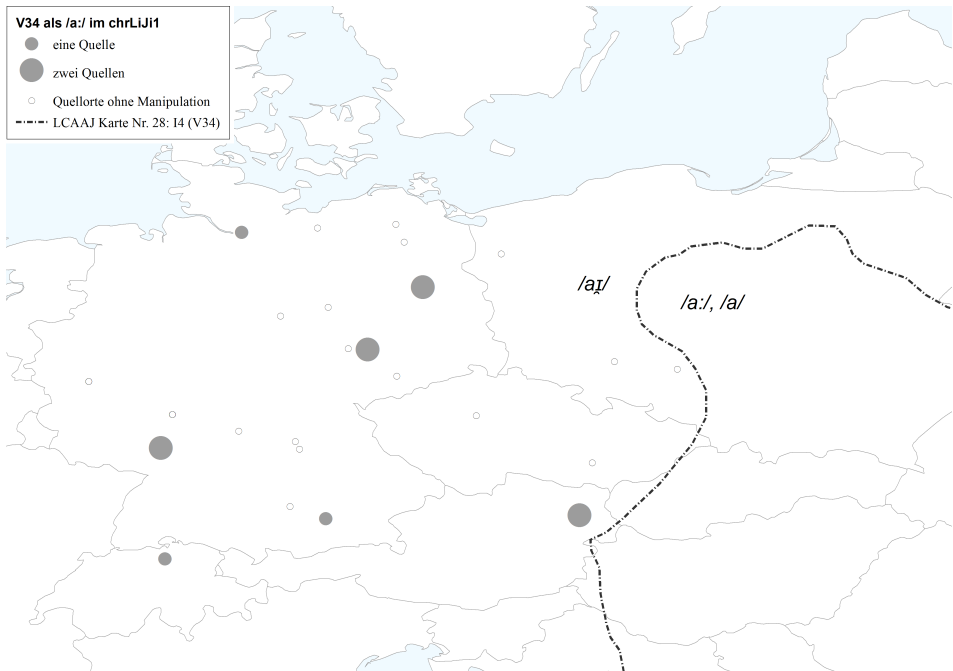 V34 als /a:/ im chrLiJi1
eine Quelle
zwei Quellen
Quellorte ohne Manipulation
LCAAJ Karte Nr. 28: I4 (V34)
/aɪ̯/
/a:/, /a/